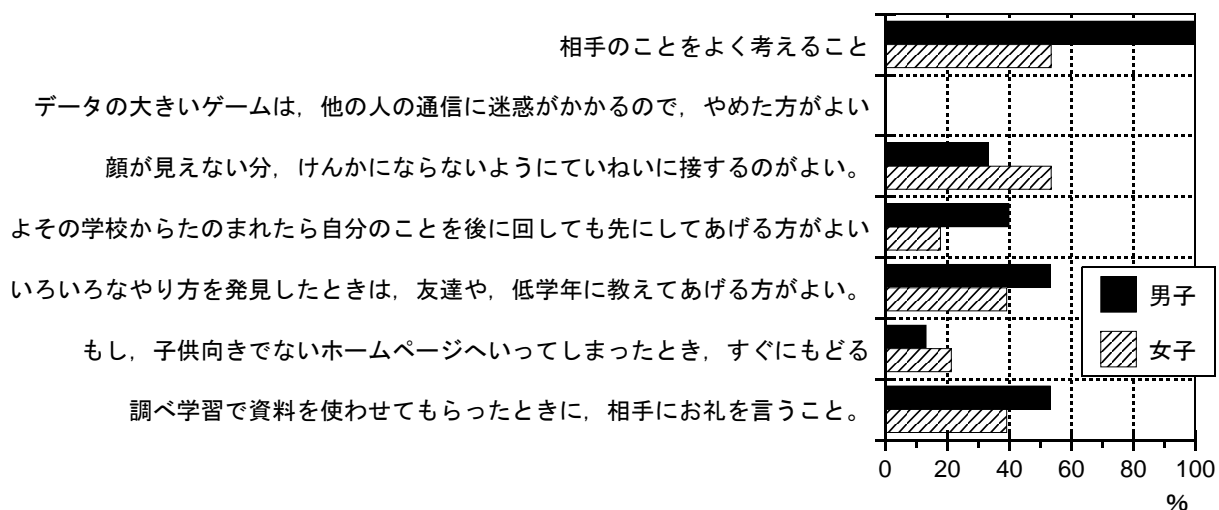 相手のことをよく考えること
データの大きいゲームは，他の人の通信に迷惑がかかるので，やめた方がよい
顔が見えない分，けんかにならないようにていねいに接するのがよい。
よその学校からたのまれたら自分のことを後に回しても先にしてあげる方がよい
いろいろなやり方を発見したときは，友達や，低学年に教えてあげる方がよい。
もし，子供向きでないホームページへいってしまったとき，すぐにもどる
調べ学習で資料を使わせてもらったときに，相手にお礼を言うこと。
男子
女子
0 20 40 60 80 100
%